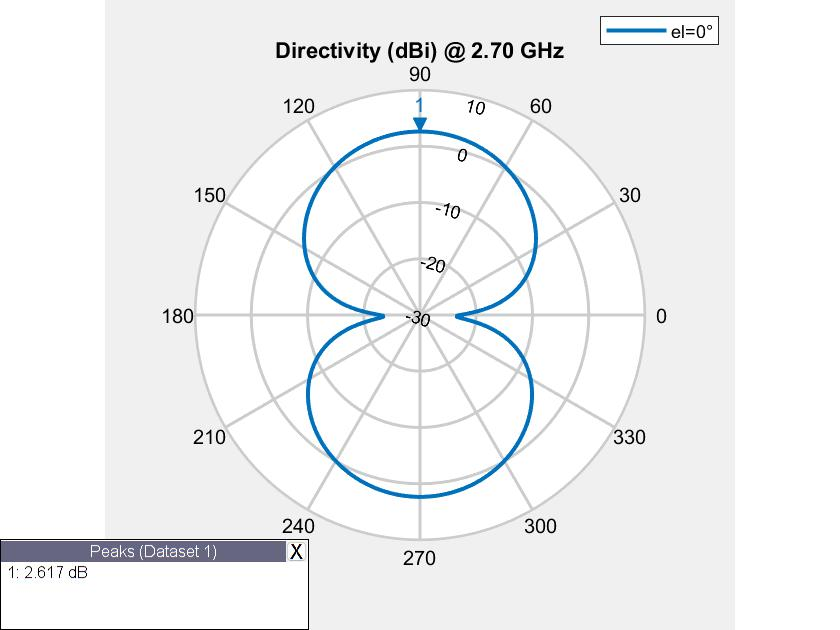 el=0°
Directivity (dBi) @ 2.70 GHz
90
120 1 10 60
0
150 -10 30
-20
180 -30 0
210 330
240 300
270
Peaks (Dataset 1) X
1: 2.617 dB